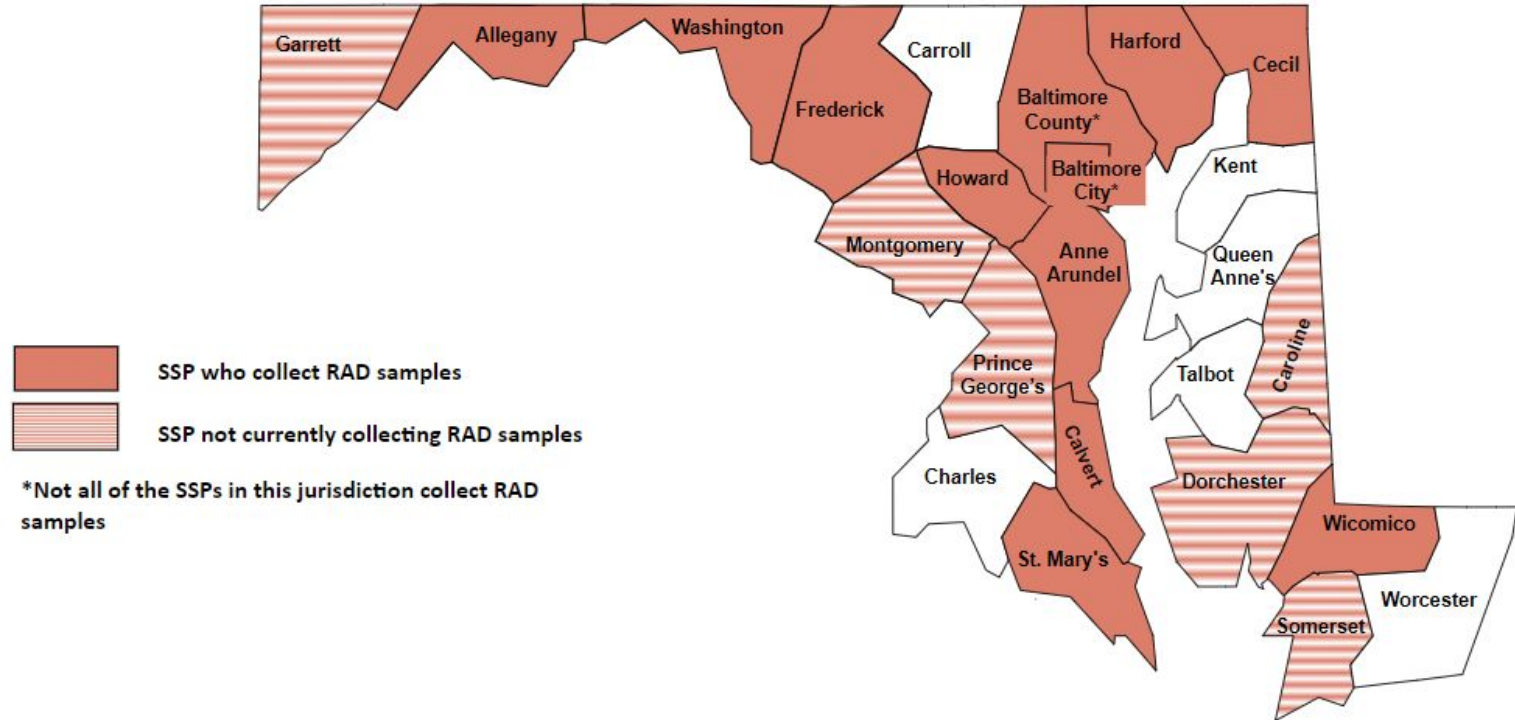 Garrett
Allegany
Washington
Frederick
Carroll
Baltimore
County*
Harford
Cecil
Baltimore
City*
Howard
Kent
Montgomery
Anne
Arundel
Queen
Anne's
Caroline
Prince
George's
Talbot
SSP who collect RAD samples
SSP not currently collecting RAD samples
*Not all of the SSPs in this jurisdiction collect RAD
samples
Charles
Calvert
Dorchester
Wicomico
St. Mary's
Worcester
Somerset